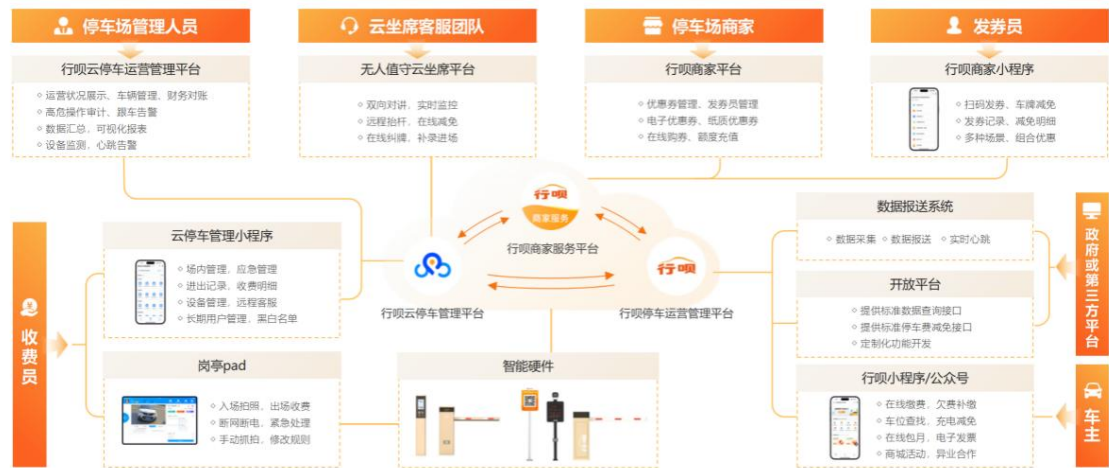 停车场管理人员
云坐席客服团队
停车场商家
发券员
行呗云停车运营管理平台
运营状况展示、车辆管理、财务对账
高危操作审计、跟车告警
数据汇总，可视化报表
设备监测，心跳告警
无人值守云坐席平台
双向对讲，实时监控
远程抬杆，在线减免
在线纠牌，补录进场
行呗商家平台
优惠券管理、发券员管理
电子优惠券、纸质优惠券
在线购券、额度充值
行呗商家小程序
扫码发券、车牌减免
发券记录、减免明细
多种场景、组合优惠
行呗
商家服务
行呗商家服务平台
行呗云停车管理平台
行呗
行呗停车运营管理平台
收费员
云停车管理小程序
场内管理，应急管理
进出记录，收费明细
设备管理，远程客服
长期用户管理，黑白名单
岗亭pad
入场拍照，出场收费
断网断电，紧急处理
手动抓拍，修改规则
智能硬件
数据报送系统
数据采集
数据报送
实时心跳
开放平台
提供标准数据查询接口
提供标准停车费减免接口
定制化功能开发
行呗小程序/公众号
在线缴费，欠费补缴
车位查找，充电减免
在线包月，电子发票
商城活动，异业合作
政府或第三方平台
车主